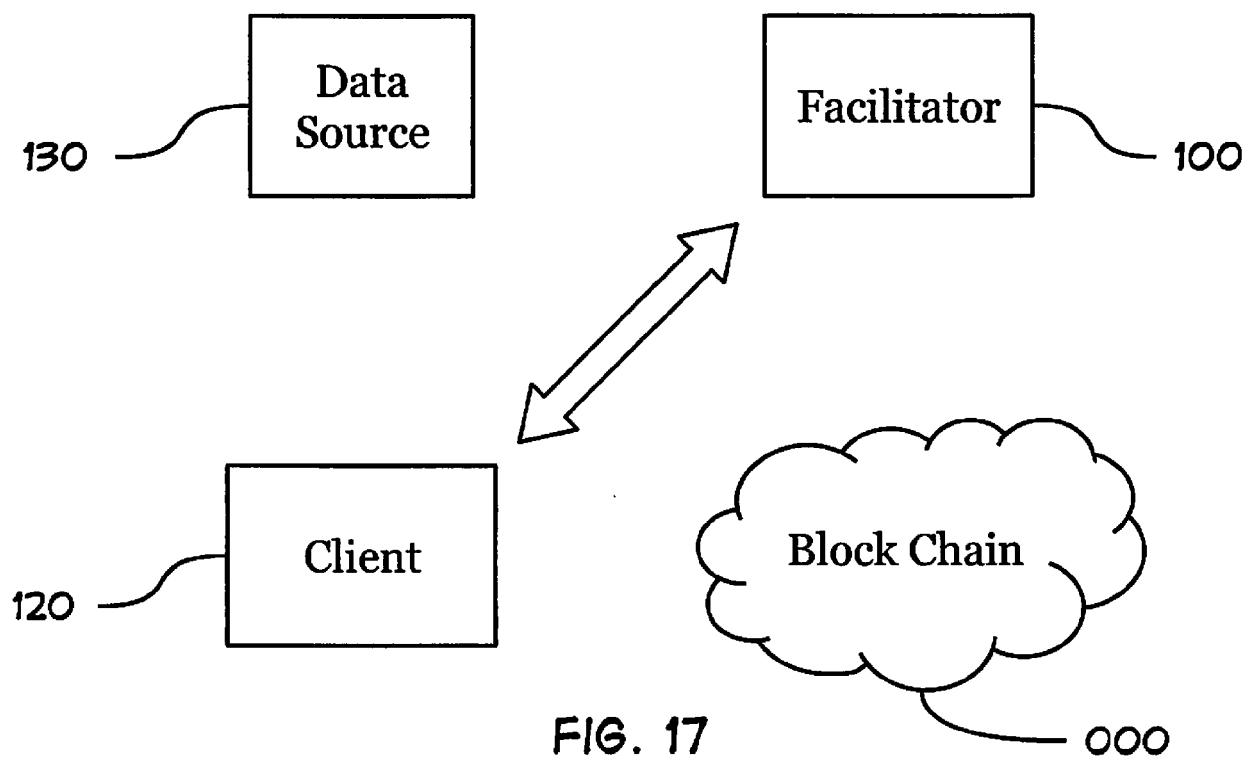 Data
Source
Facilitator
130
100
Client
Block Chain
120
FIG. 17
000